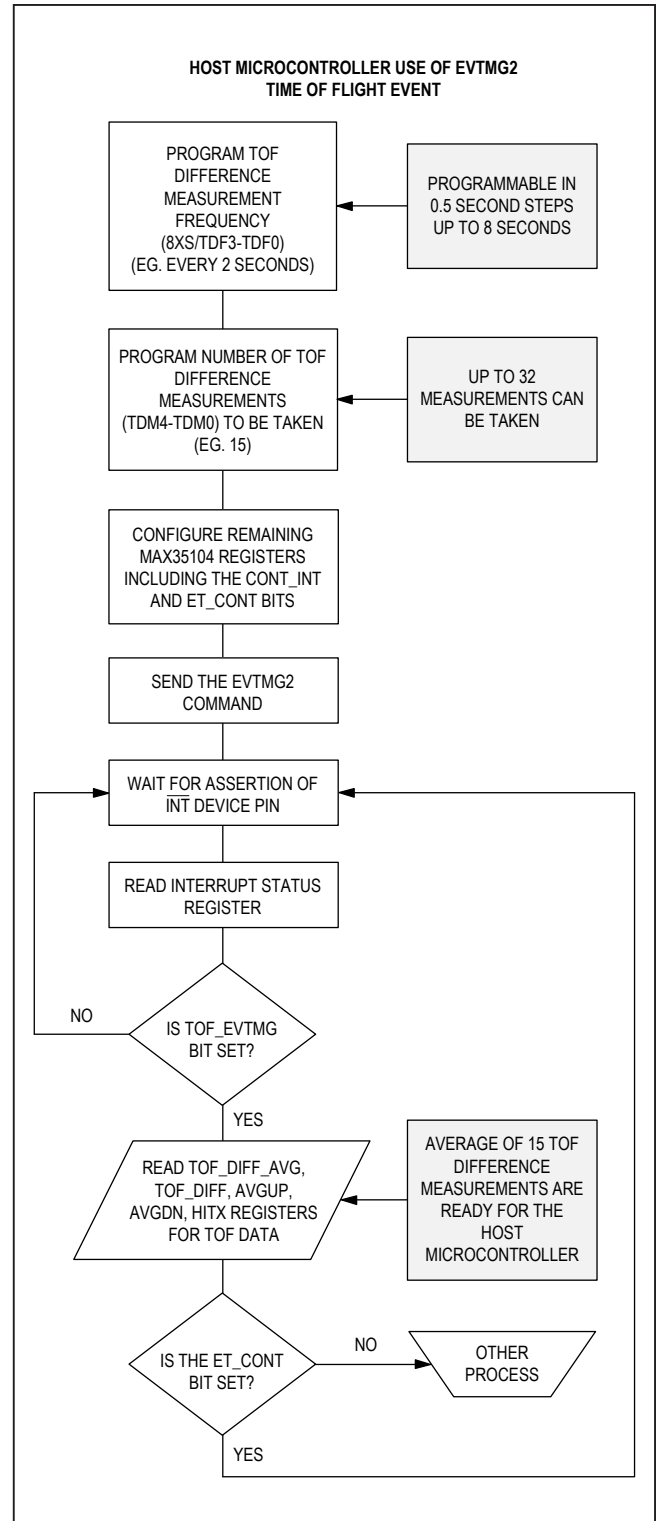 HOST MICROCONTROLLER USE OF EVTMG2
TIME OF FLIGHT EVENT
PROGRAM TOF
DIFFERENCE
MEASUREMENT
FREQUENCY
(8XS/TDF3-TDF0)
(EG. EVERY 2 SECONDS)
PROGRAMMABLE IN
0.5 SECOND STEPS
UP TO 8 SECONDS
PROGRAM NUMBER OF TOF
DIFFERENCE
MEASUREMENTS
(TDM4-TDM0) TO BE TAKEN
(EG. 15)
UP TO 32
MEASUREMENTS CAN
BE TAKEN
CONFIGURE REMAINING
MAX35104 REGISTERS
INCLUDING THE CONT_INT
AND ET_CONT BITS
SEND THE EVTMG2
COMMAND
WAIT FOR ASSERTION OF
INT DEVICE PIN
READ INTERRUPT STATUS
REGISTER
NO
IS TOF_EVTMG
BIT SET?
YES
READ TOF_DIFF_AVG,
TOF_DIFF, AVGUP,
AVGDN, HITX REGISTERS
FOR TOF DATA
AVERAGE OF 15 TOF
DIFFERENCE
MEASUREMENTS ARE
READY FOR THE
HOST
MICROCONTROLLER
IS THE ET_CONT
BIT SET?
NO
OTHER
PROCESS
YES